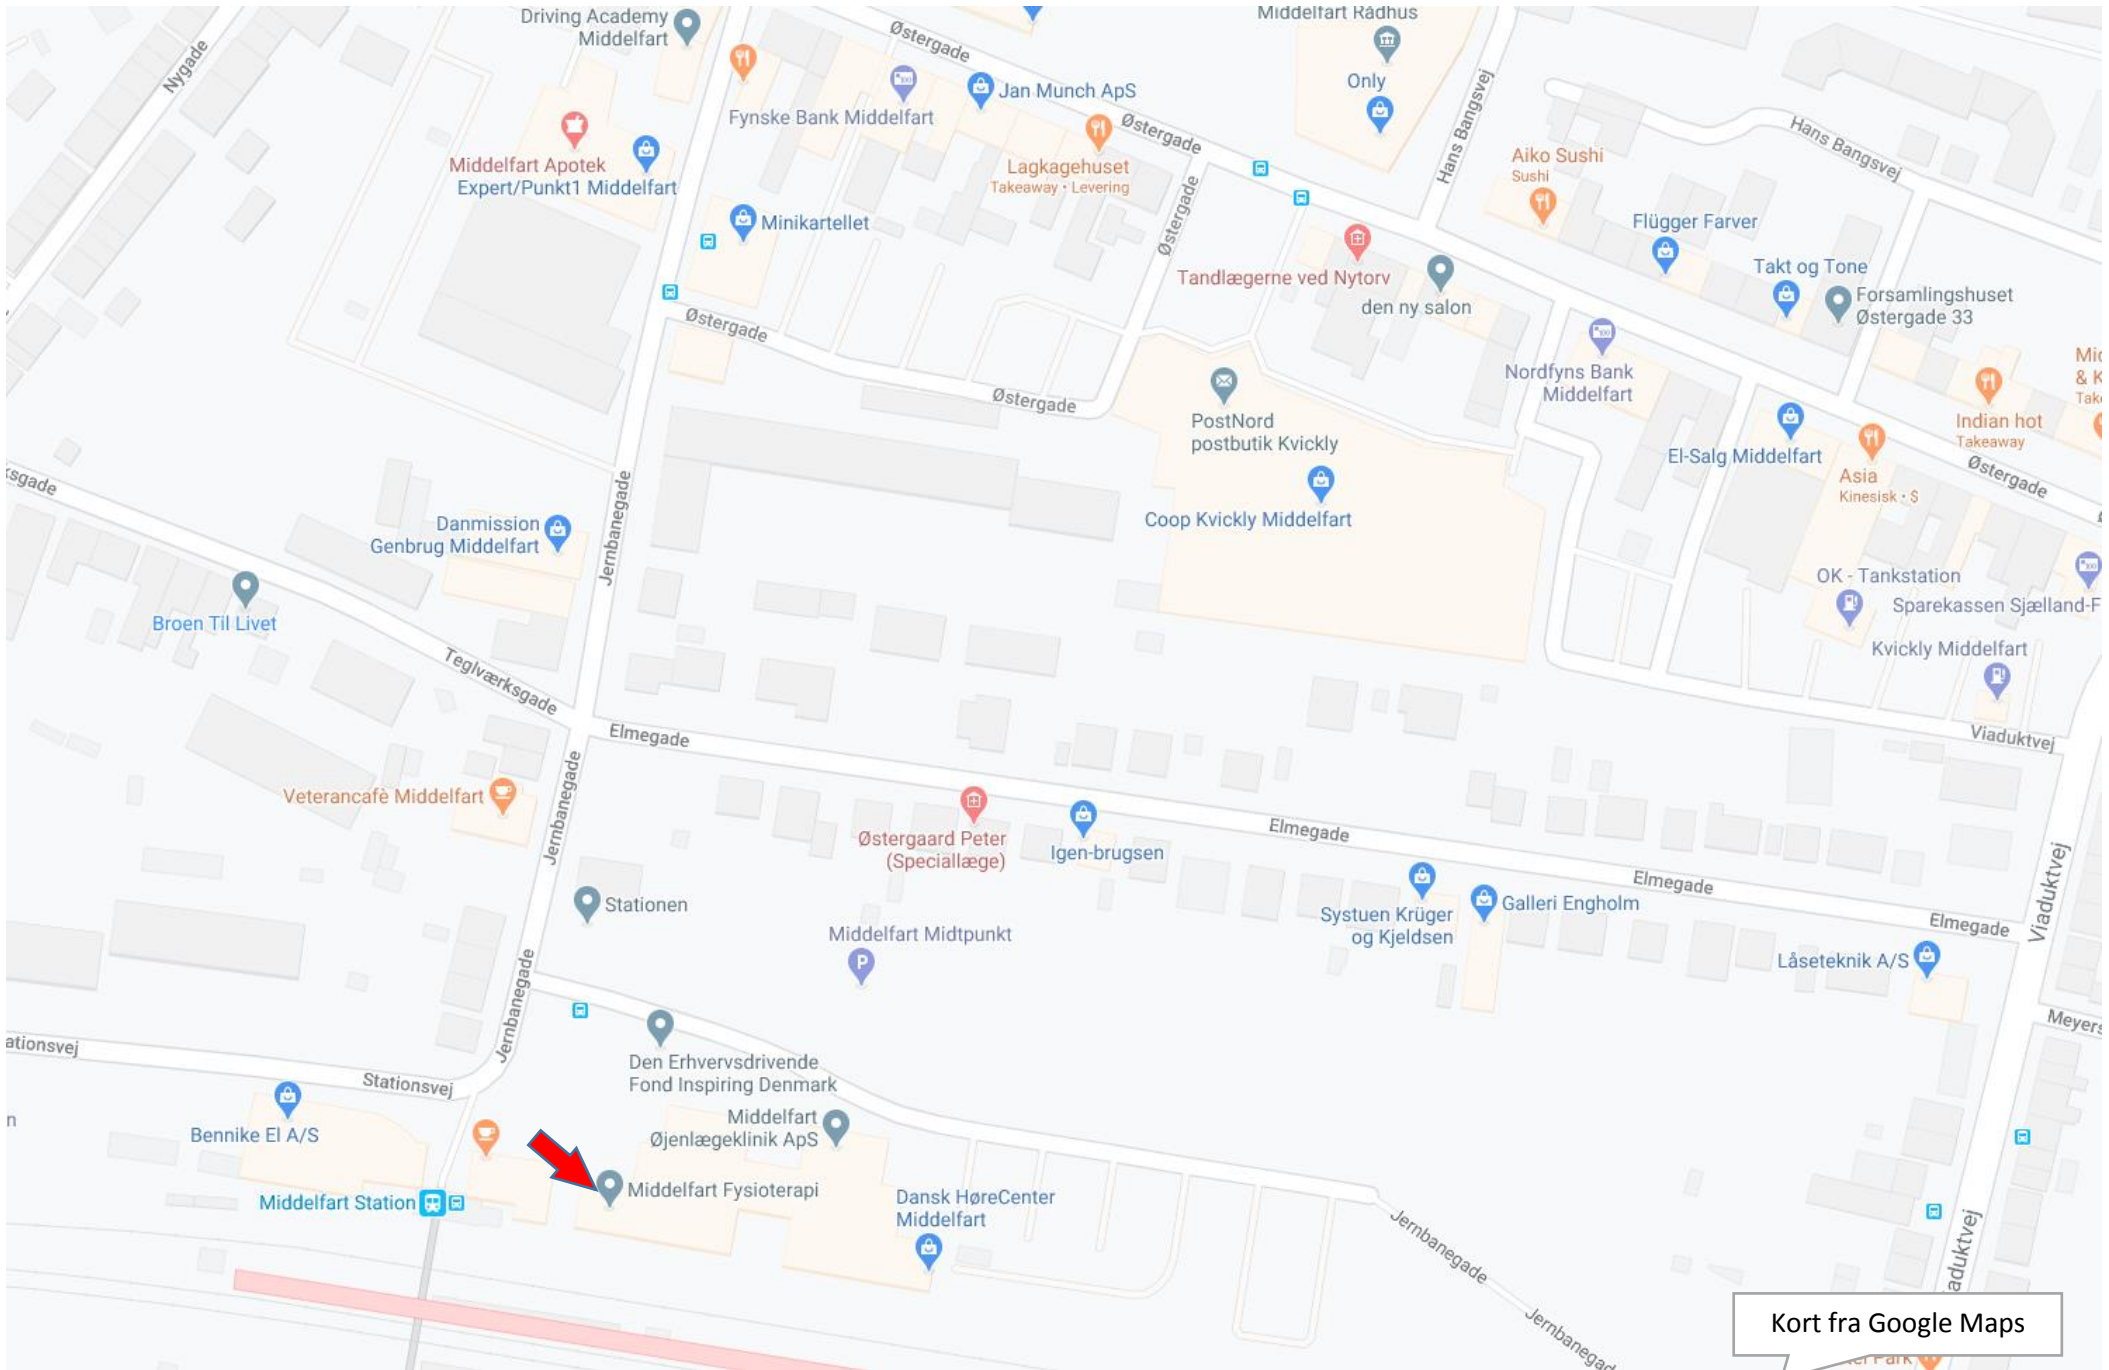 Driving Academy
Middelfart
Østergade
Middelfart Rådhus
Nygade
Jan Munch ApS
Only
Fynske Bank Middelfart
Østergade
Hans Bangsvej
Hans Bangsvej
Middelfart Apotek
Expert/Punkt1 Middelfart
Lagkagehuset
Takeaway • Levering
Aiko Sushi
Sushi
Minikartellet
Østergade
Flügger Farver
Tandlægerne ved Nytorv
den ny salon
Takt og Tone
Forsamlingshuset
Østergade 33
Østergade
Nordfyns Bank
Middelfart
Østergade
PostNord
postbutik Kvickly
Indian hot
Takeaway
El-Salg Middelfart
Østergade
Asia
Kinesisk • $
ksgade
Danmission
Genbrug Middelfart
Jernbanegade
Coop Kvickly Middelfart
OK - Tankstation
Sparekassen Sjælland-F
Broen Til Livet
Kvickly Middelfart
Teglværksgade
Elmegade
Viaduktvej
Veterancafè Middelfart
Jernbanegade
Østergaard Peter
(Speciallæge)
Igen-brugsen
Elmegade
Elmegade
Viaduktvej
Stationen
Systuen Krüger
og Kjeldsen
Galleri Engholm
Elmegade
Middelfart Midtpunkt
P
Låseteknik A/S
Jernbanegade
Meyers
ationsvej
Stationsvej
Den Erhvervsdrivende
Fond Inspiring Denmark
n
Bennike El A/S
Middelfart
Øjenlægeklinik ApS
Middelfart Station
Middelfart Fysioterapi
Dansk HøreCenter
Middelfart
Jernbanegade
aduktvej
Jernbanegad
Kort fra Google Maps